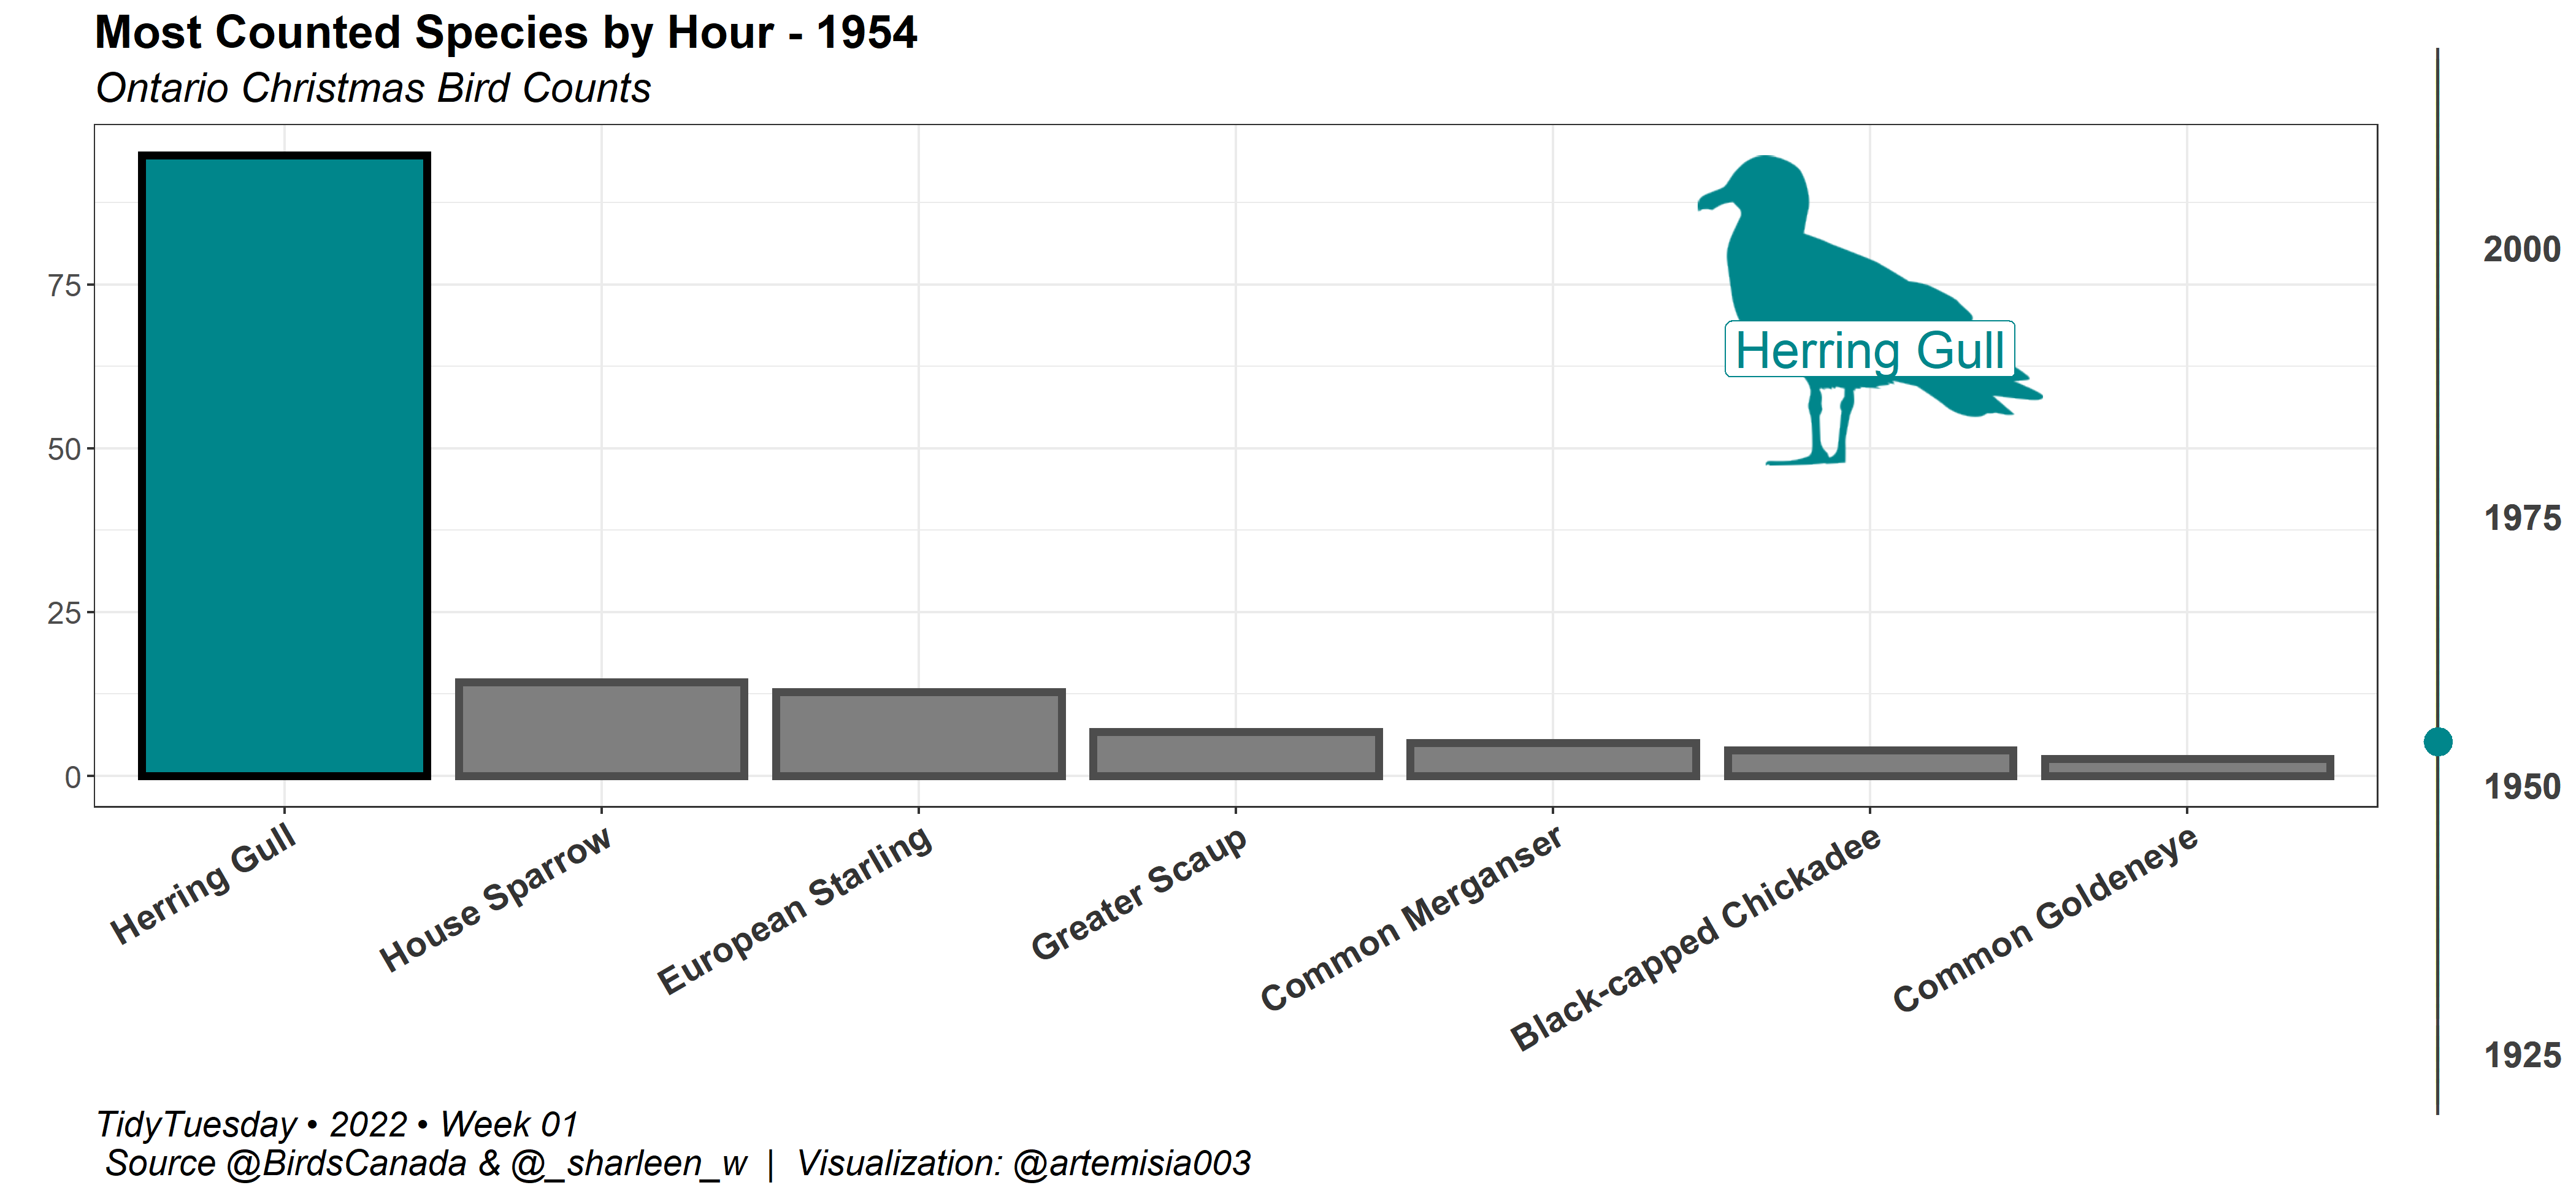 Most Counted Species by Hour - 1954
Ontario Christmas Bird Counts
75
50
25
0
Herring Gull
Herring Gull
House Sparrow
European Starling
Greater Scaup
Common Merganser
Black-capped Chickadee
Common Goldeneye
2000
1975
1950
1925
TidyTuesday • 2022 • Week 01
Source @BirdsCanada & @_sharleen_w | Visualization: @artemisia003